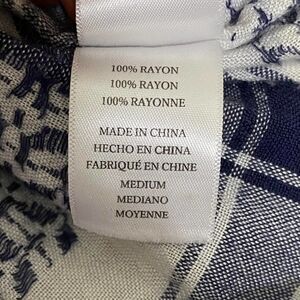 100% RAYON
100% RAYON
100% RAYONNE
MADE IN CHINA
HECHO EN CHINA
FABRIQUÉ EN CHINE
MEDIUM
MEDIANO
MOYENNE